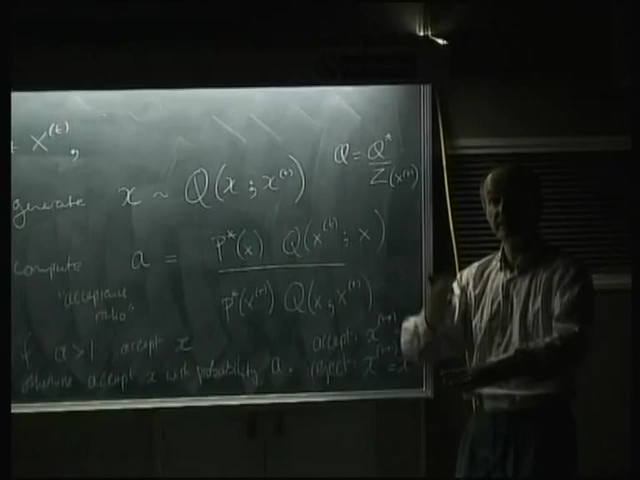 X^(t),
Q = Q*/Z(x^(t))
generate x ~ Q(x ; x^(t))
compute a = P*(x) Q(x^(t) ; x) / P*(x^(t)) Q(x ; x^(t))
"acceptance ratio"
if a > 1 accept x
otherwise accept x with probability a.
accept: x^(t+1)
reject: x^(t+1) =